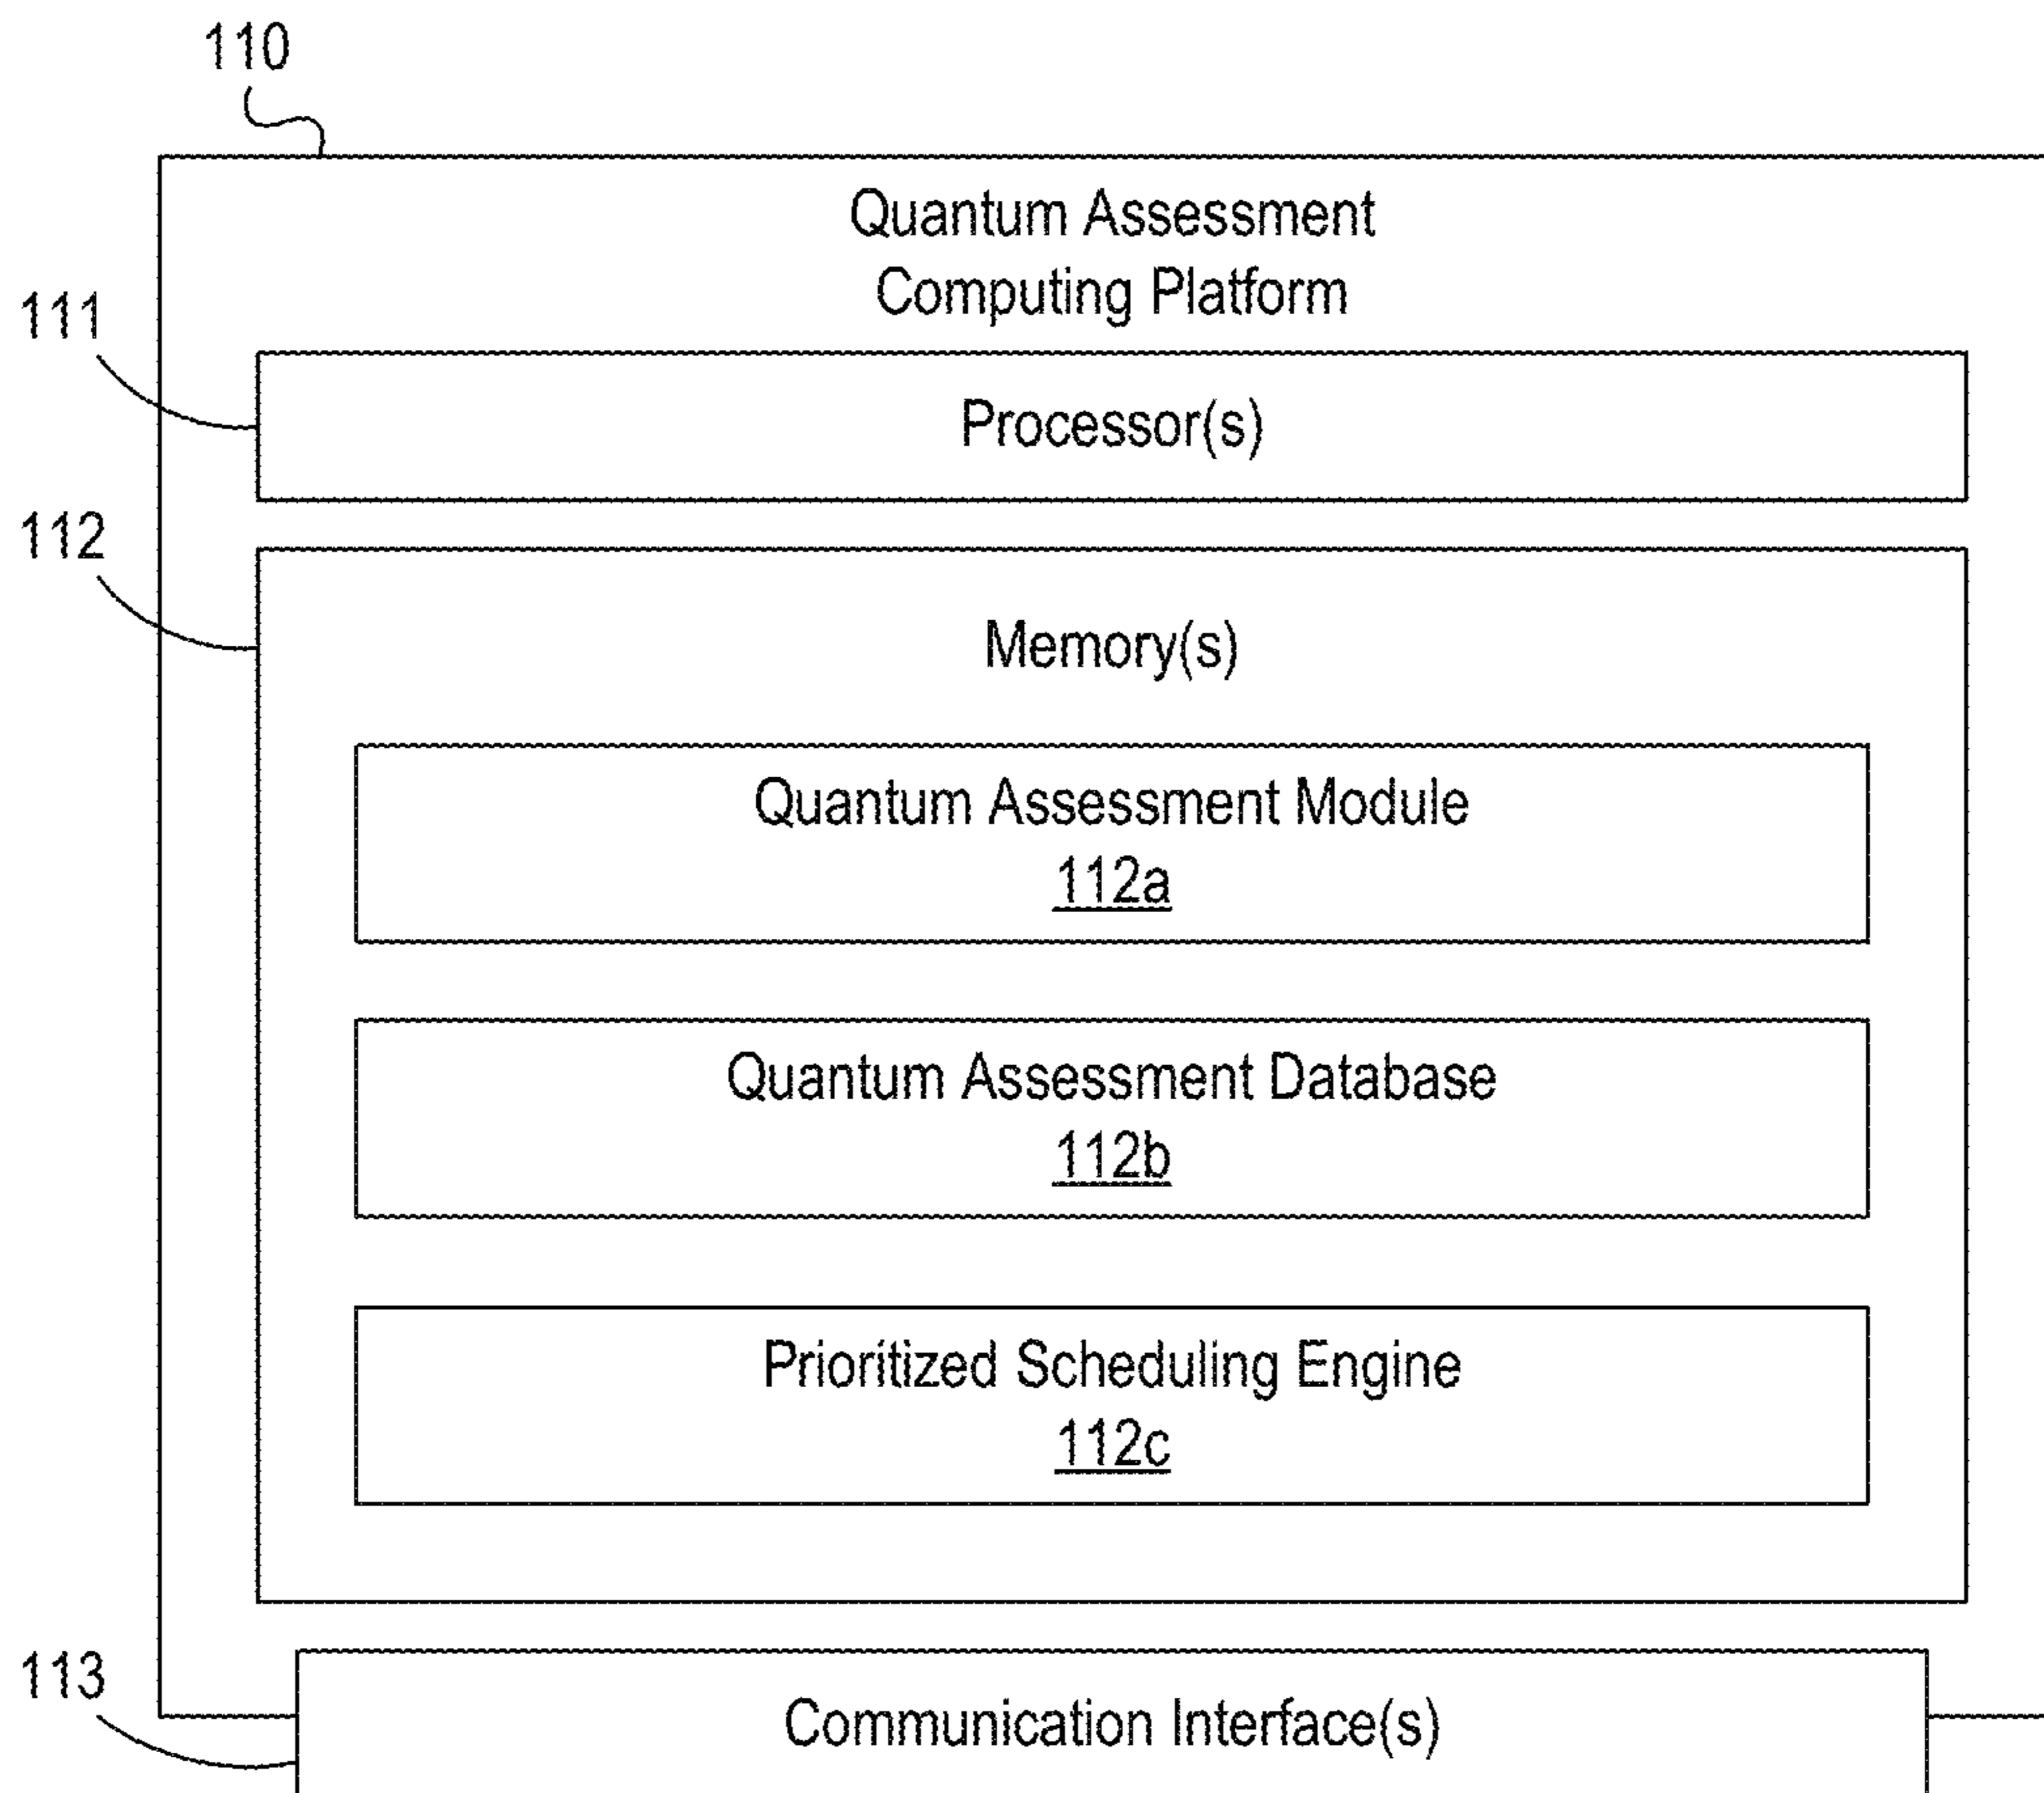 110
Quantum Assessment
Computing Platform
111
Processor(s)
112
Memory(s)
Quantum Assessment Module
112a
Quantum Assessment Database
112b
Prioritized Scheduling Engine
112c
113
Communication Interface(s)